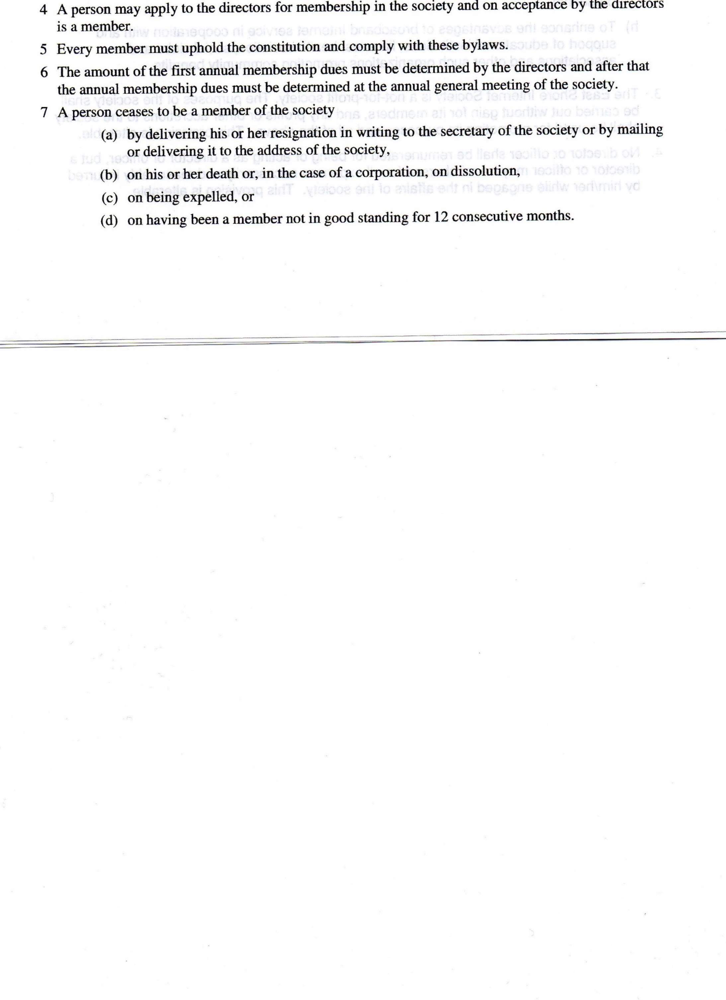 4 A person may apply to the directors for membership in the society and on acceptance by the directors
is a member.
5 Every member must uphold the constitution and comply with these bylaws.
6 The amount of the first annual membership dues must be determined by the directors and after that
the annual membership dues must be determined at the annual general meeting of the society.
7 A person ceases to be a member of the society
(a) by delivering his or her resignation in writing to the secretary of the society or by mailing
or delivering it to the address of the society,
(b) on his or her death or, in the case of a corporation, on dissolution,
(c) on being expelled, or
(d) on having been a member not in good standing for 12 consecutive months.